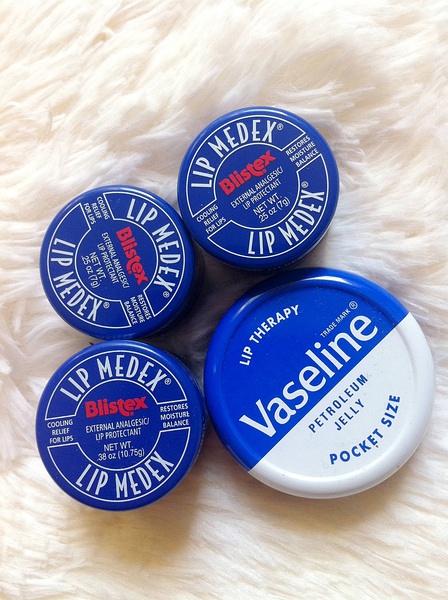 LIP MEDEX®
Blistex
EXTERNAL ANALGESIC/
LIP PROTECTANT
NET WT.
.25 oz (7g)
COOLING
RELIEF
FOR LIPS
RESTORES
MOISTURE
BALANCE
LIP MEDEX®
LIP MEDEX®
COOLING
RELIEF
FOR LIPS
Blistex
EXTERNAL ANALGESIC/
LIP PROTECTANT
NET WT.
.25 oz (7g)
RESTORES
MOISTURE
BALANCE
LIP MEDEX®
LIP THERAPY
TRADE MARK®
Vaseline
PETROLEUM
JELLY
POCKET SIZE
LIP MEDEX®
Blistex®
COOLING
RELIEF
FOR LIPS
EXTERNAL ANALGESIC/
LIP PROTECTANT
NET WT.
.38 oz (10.75g)
RESTORES
MOISTURE
BALANCE
LIP MEDEX